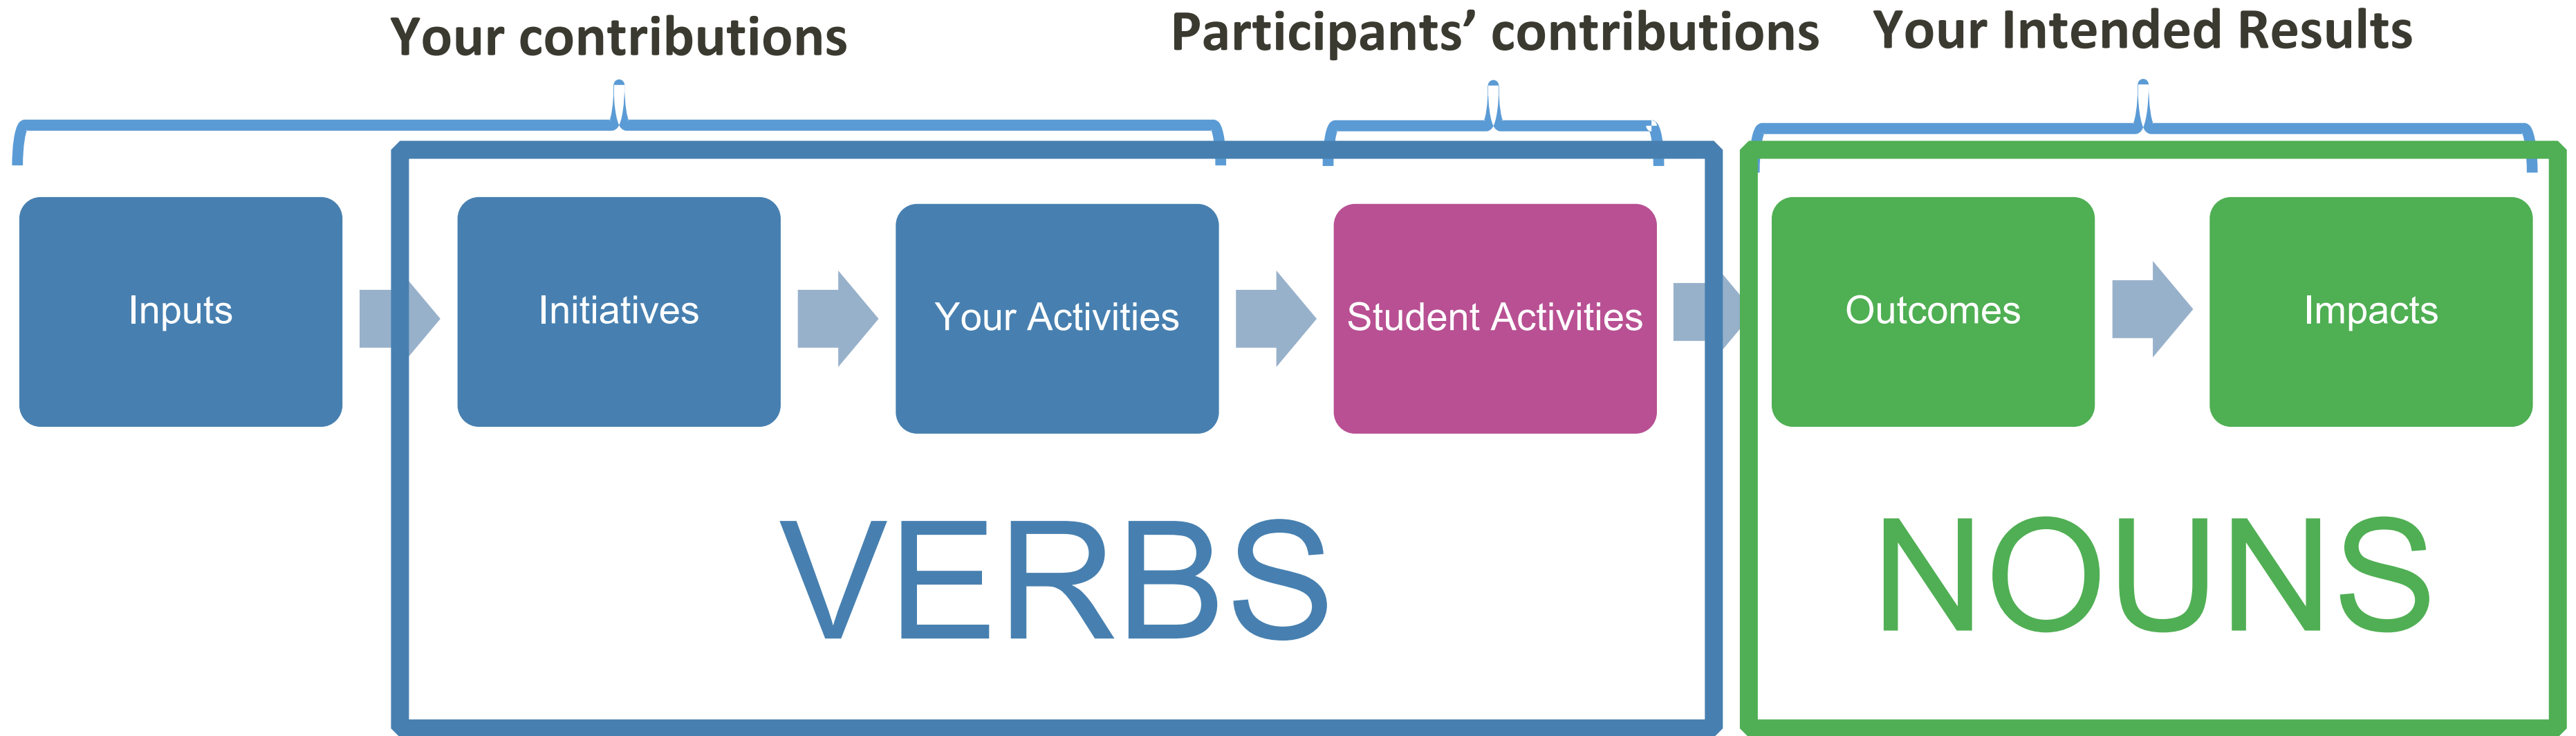 Your contributions
Participants’ contributions
Your Intended Results
Inputs
Initiatives
Your Activities
Student Activities
Outcomes
Impacts
VERBS
NOUNS